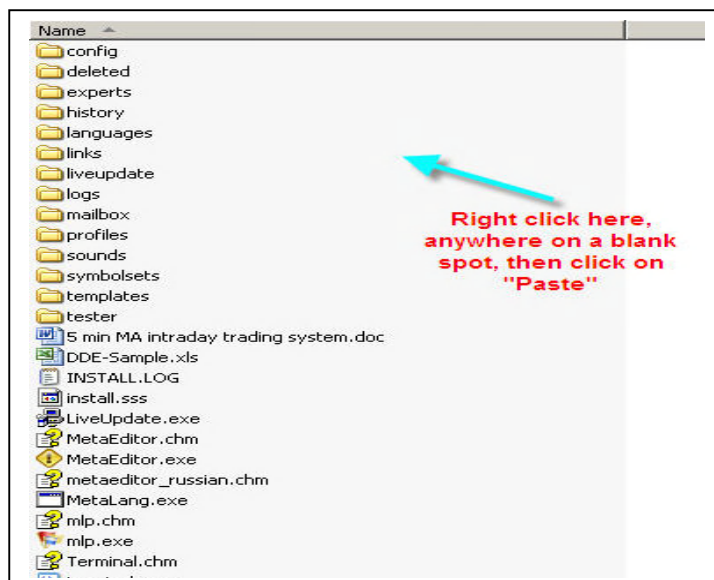 Name
config
deleted
experts
history
languages
links
liveupdate
logs
mailbox
profiles
sounds
symbolsets
templates
tester
5 min MA intraday trading system.doc
DDE-Sample.xls
INSTALL.LOG
install.sss
LiveUpdate.exe
MetaEditor.chm
MetaEditor.exe
metaeditor_russian.chm
MetaLang.exe
mlp.chm
mlp.exe
Terminal.chm
Right click here,
anywhere on a blank
spot, then click on
"Paste"